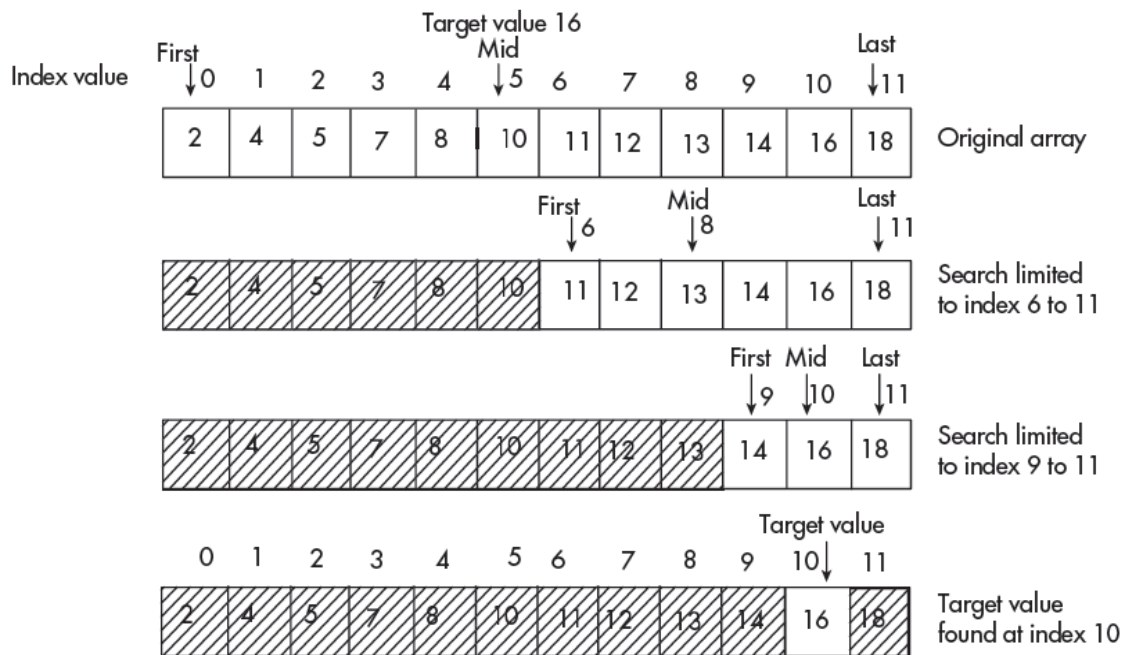 Target value 16
First Mid Last
Index value 0 1 2 3 4 5 6 7 8 9 10 11
2 4 5 7 8 10 11 12 13 14 16 18 Original array
First Mid Last
6 8 11
2 4 5 7 8 10 11 12 13 14 16 18 Search limited
to index 6 to 11
First Mid Last
9 10 11
2 4 5 7 8 10 11 12 13 14 16 18 Search limited
to index 9 to 11
Target value
0 1 2 3 4 5 6 7 8 9 10 11
2 4 5 7 8 10 11 12 13 14 16 18 Target value
found at index 10